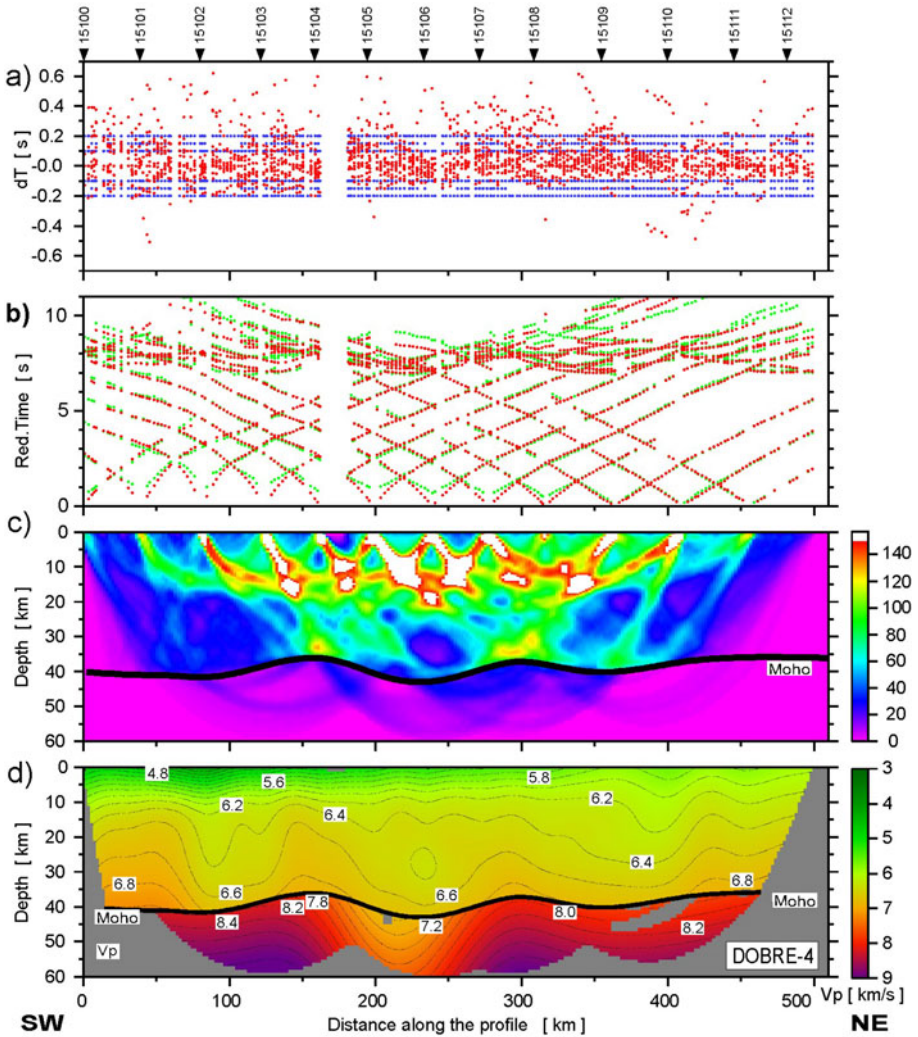 15100 15101 15102 15103 15104 15105 15106 15107 15108 15109 15110 15111 15112
a)
dT [ s ]
0.6
0.4
0.2
-0.0
-0.2
-0.4
-0.6
b)
Red.Time [ s ]
10
5
0
c)
Depth [ km ]
0
10
20
30
40
50
60
Moho
140
120
100
80
60
40
20
0
d)
Depth [ km ]
0
10
20
30
40
50
60
4.8 5.6 5.8
6.2 6.4 6.2
6.4
6.8 6.6 6.6 6.8
7.8
8.2
8.4 7.2 8.0 8.2
Moho Moho
Vp
DOBRE-4
3
4
5
6
7
8
9
Vp [ km/s ]
0 100 200 300 400 500
SW Distance along the profile [ km ] NE